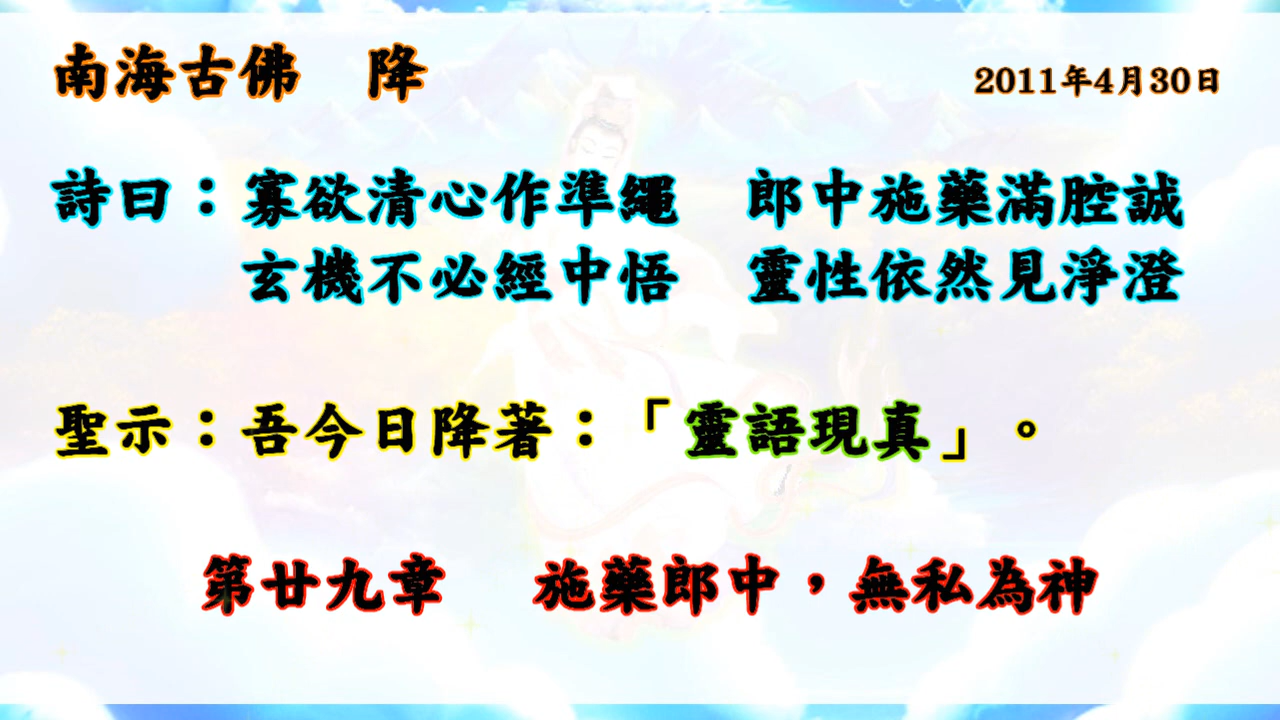 南海古佛　降
2011年4月30日
詩曰：寡欲清心作準繩　郎中施藥滿腔誠
玄機不必經中悟　靈性依然見淨澄
聖示：吾今日降著：「靈語現真」。
第廿九章　施藥郎中，無私為神